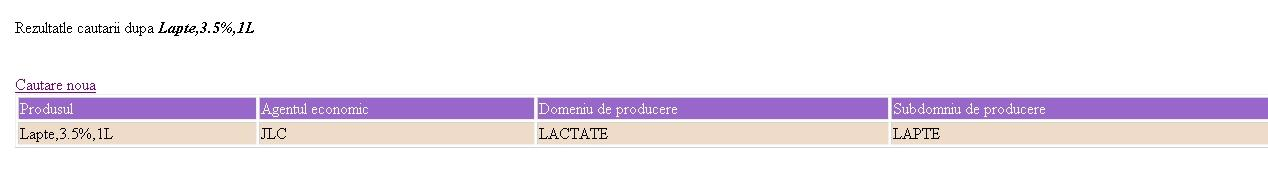 Rezultatle cautarii dupa Lapte,3.5%,1L
Cautare noua
Produsul Agentul economic Domeniu de producere Subdomniu de producere
Lapte,3.5%,1L JLC LACTATE LAPTE